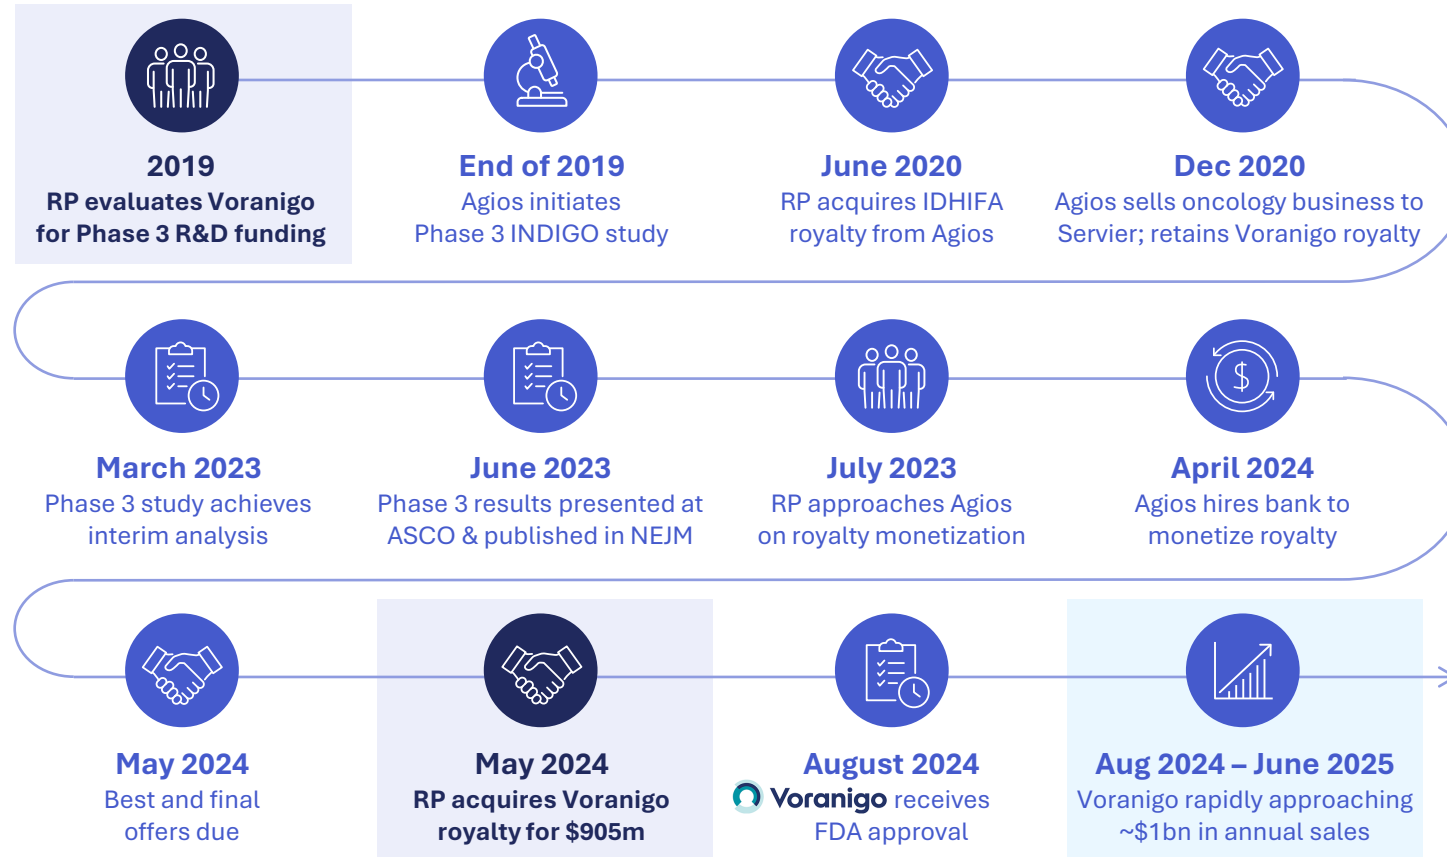 2019
RP evaluates Voranigo
for Phase 3 R&D funding
End of 2019
Agios initiates
Phase 3 INDIGO study
June 2020
RP acquires IDHIFA
royalty from Agios
Dec 2020
Agios sells oncology business to
Servier; retains Voranigo royalty
March 2023
Phase 3 study achieves
interim analysis
June 2023
Phase 3 results presented at
ASCO & published in NEJM
July 2023
RP approaches Agios
on royalty monetization
$
April 2024
Agios hires bank to
monetize royalty
May 2024
Best and final
offers due
May 2024
RP acquires Voranigo
royalty for $905m
August 2024
Voranigo receives
FDA approval
Aug 2024 – June 2025
Voranigo rapidly approaching
~$1bn in annual sales